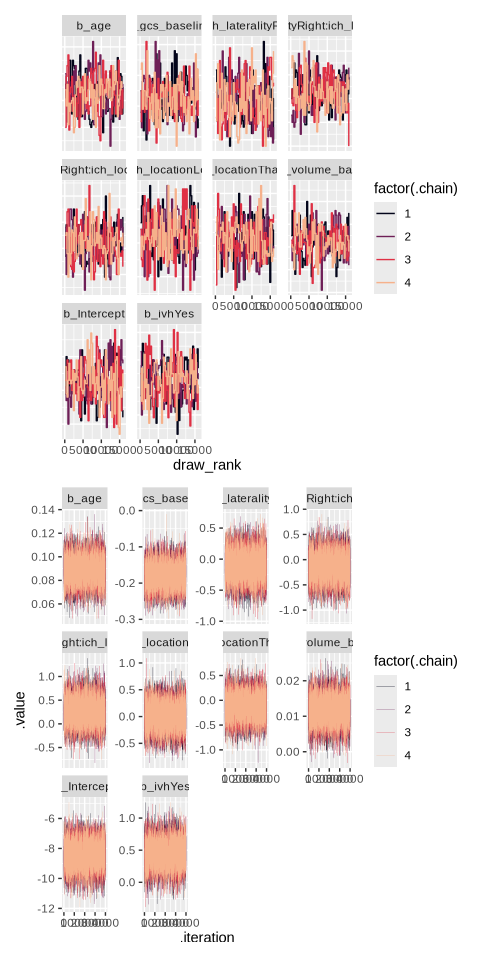 b_age
_gcs_baselin
h_lateralityR
tyRight:ich_l
Right:ich_loc
h_locationLo
_locationTha
_volume_ba
b_Intercept
b_ivhYes
draw_rank
factor(.chain)
1
2
3
4
b_age
cs_base
_laterality
Right:ich
0.14
0.12
0.10
0.08
0.06
0.0
-0.1
-0.2
-0.3
0.5
0.0
-0.5
-1.0
1.0
0.5
0.0
-0.5
-1.0
ght:ich_l
_location
ocationTh
olume_b
1.0
0.5
0.0
-0.5
1.0
0.5
0.0
-0.5
0.5
0.0
-0.5
-1.0
0.02
0.01
0.00
_Intercep
b_ivhYes
-6
-8
-10
-12
1.0
0.5
0.0
.value
.iteration
factor(.chain)
1
2
3
4